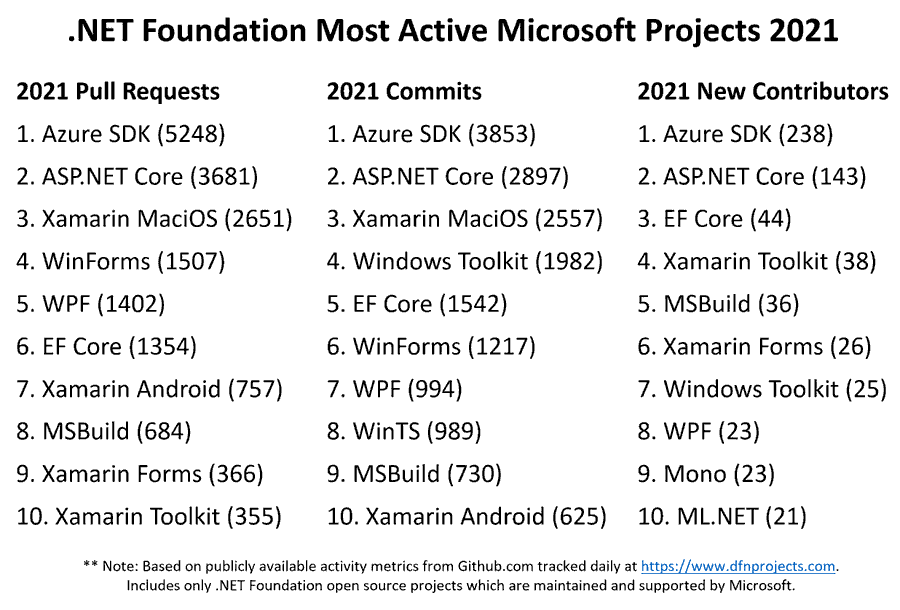 .NET Foundation Most Active Microsoft Projects 2021
2021 Pull Requests
1. Azure SDK (5248)
2. ASP.NET Core (3681)
3. Xamarin MaciOS (2651)
4. WinForms (1507)
5. WPF (1402)
6. EF Core (1354)
7. Xamarin Android (757)
8. MSBuild (684)
9. Xamarin Forms (366)
10. Xamarin Toolkit (355)
2021 Commits
1. Azure SDK (3853)
2. ASP.NET Core (2897)
3. Xamarin MaciOS (2557)
4. Windows Toolkit (1982)
5. EF Core (1542)
6. WinForms (1217)
7. WPF (994)
8. WinTS (989)
9. MSBuild (730)
10. Xamarin Android (625)
2021 New Contributors
1. Azure SDK (238)
2. ASP.NET Core (143)
3. EF Core (44)
4. Xamarin Toolkit (38)
5. MSBuild (36)
6. Xamarin Forms (26)
7. Windows Toolkit (25)
8. WPF (23)
9. Mono (23)
10. ML.NET (21)
** Note: Based on publicly available activity metrics from Github.com tracked daily at https://www.dfnprojects.com.
Includes only .NET Foundation open source projects which are maintained and supported by Microsoft.